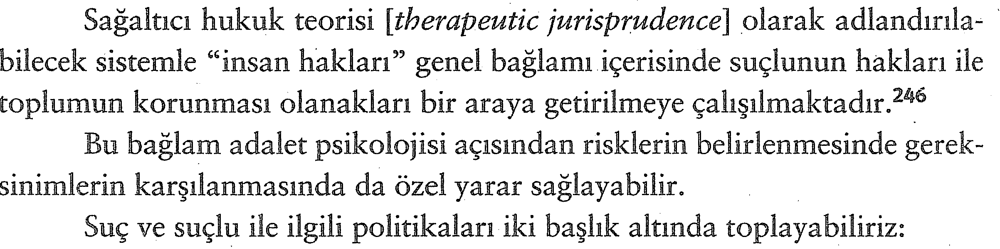 Sağaltıcı hukuk teorisi [therapeutic jurisprudence] olarak adlandırıla-
bilecek sistemle “insan hakları” genel bağlamı içerisinde suçlunun hakları ile
toplumun korunması olanakları bir araya getirilmeye çalışılmaktadır.246
Bu bağlam adalet psikolojisi açısından risklerin belirlenmesinde gerek-
sinimlerin karşılanmasında da özel yarar sağlayabilir.
Suç ve suçlu ile ilgili politikaları iki başlık altında toplayabiliriz: